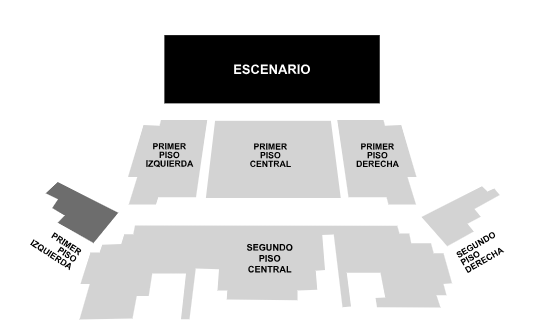 ESCENARIO
PRIMER
PISO
IZQUIERDA
PRIMER
PISO
CENTRAL
PRIMER
PISO
DERECHA
PRIMER
PISO
IZQUIERDA
SEGUNDO
PISO
CENTRAL
SEGUNDO
PISO
DERECHA